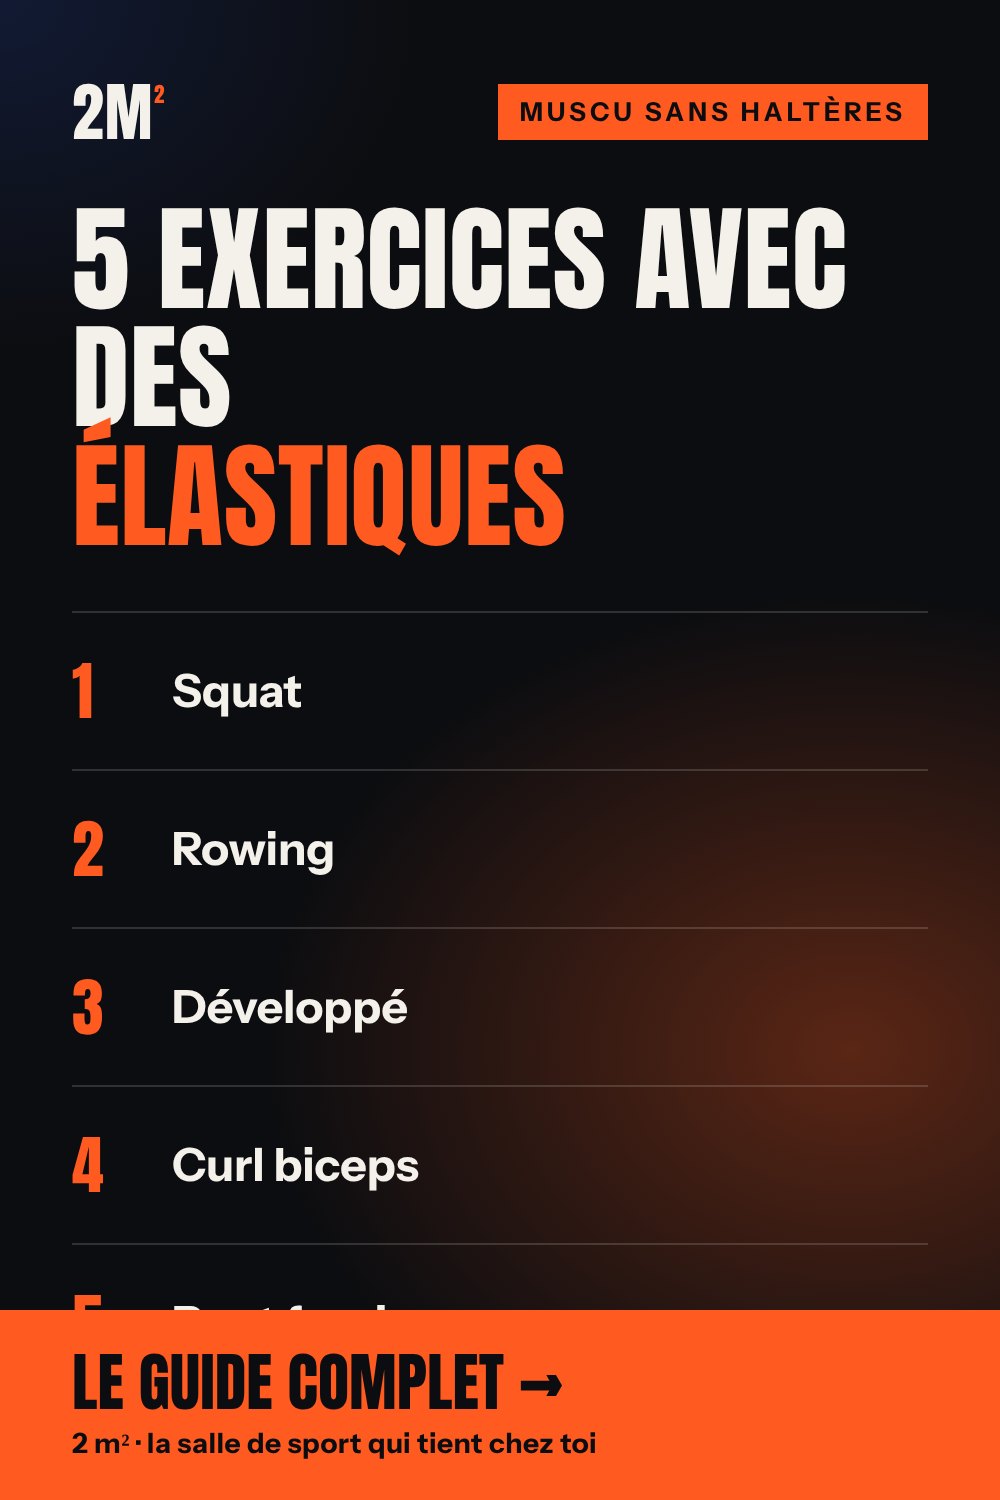 2M²
MUSCU SANS HALTÈRES
5 EXERCICES AVEC
DES
ÉLASTIQUES
1 Squat
2 Rowing
3 Développé
4 Curl biceps
5
LE GUIDE COMPLET →
2 m² · la salle de sport qui tient chez toi